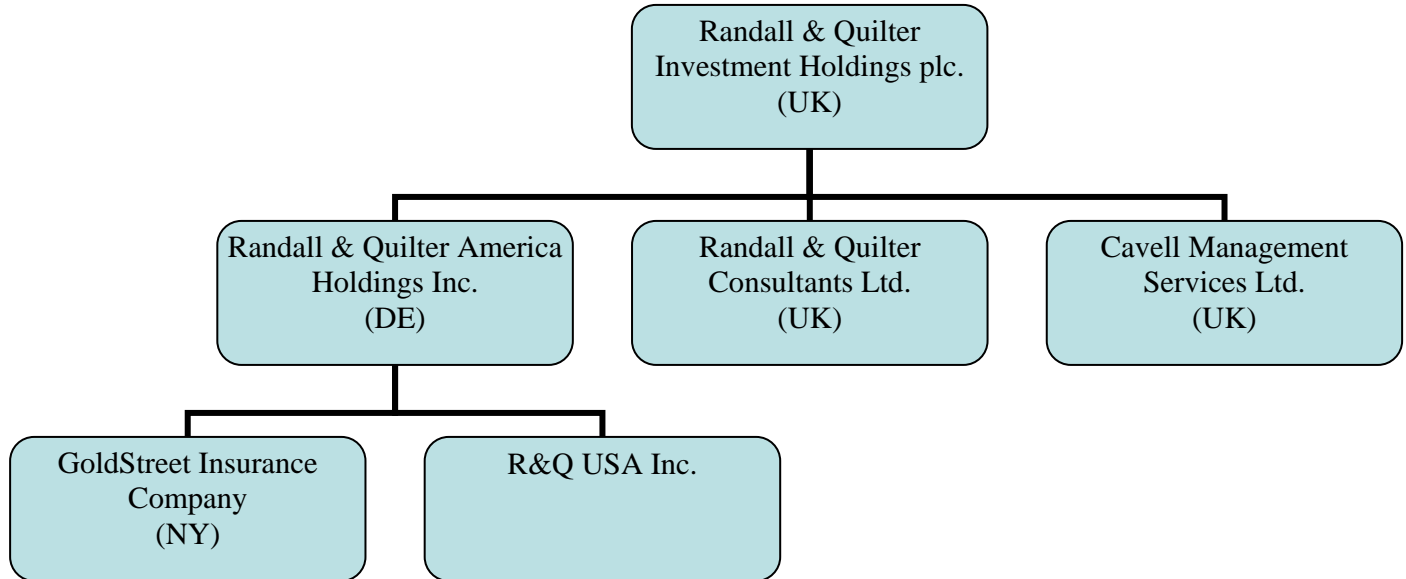 Randall & Quilter
Investment Holdings plc.
(UK)
Randall & Quilter America
Holdings Inc.
(DE)
Randall & Quilter
Consultants Ltd.
(UK)
Cavell Management
Services Ltd.
(UK)
GoldStreet Insurance
Company
(NY)
R&Q USA Inc.